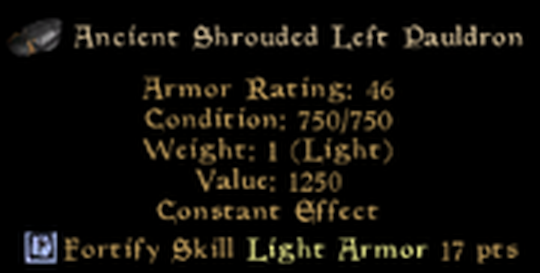 Ancient Shrouded Left Pauldron
Armor Rating: 46
Condition: 750/750
Weight: 1 (Light)
Value: 1250
Constant Effect
Fortify Skill Light Armor 17 pts